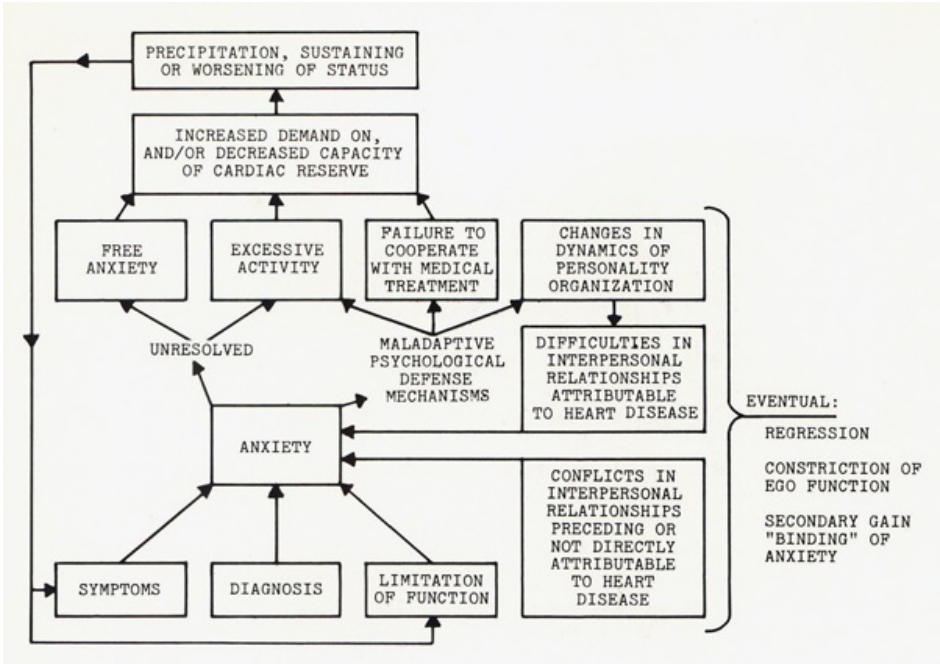 PRECIPITATION, SUSTAINING
OR WORSENING OF STATUS
INCREASED DEMAND ON,
AND/OR DECREASED CAPACITY
OF CARDIAC RESERVE
FREE
ANXIETY
EXCESSIVE
ACTIVITY
FAILURE TO
COOPERATE
WITH MEDICAL
TREATMENT
CHANGES IN
DYNAMICS OF
PERSONALITY
ORGANIZATION
UNRESOLVED
MALADAPTIVE
PSYCHOLOGICAL
DEFENSE
MECHANISMS
DIFFICULTIES IN
INTERPERSONAL
RELATIONSHIPS
ATTRIBUTABLE
TO HEART DISEASE
ANXIETY
CONFLICTS IN
INTERPERSONAL
RELATIONSHIPS
PRECEDING OR
NOT DIRECTLY
ATTRIBUTABLE
TO HEART
DISEASE
SYMPTOMS
DIAGNOSIS
LIMITATION
OF FUNCTION
EVENTUAL:
REGRESSION
CONSTRICTION OF
EGO FUNCTION
SECONDARY GAIN
"BINDING" OF
ANXIETY